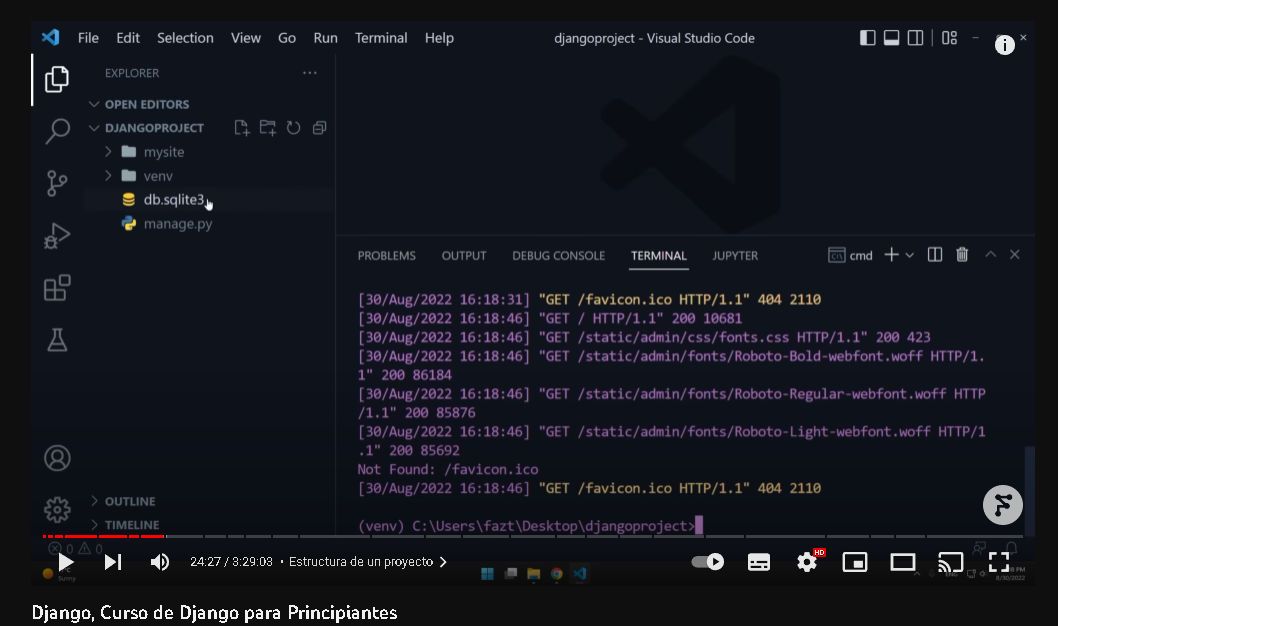 File Edit Selection View Go Run Terminal Help djangoproject - Visual Studio Code
EXPLORER
OPEN EDITORS
DJANGOPROJECT
mysite
venv
db.sqlite3
manage.py
OUTLINE
TIMELINE
PROBLEMS OUTPUT DEBUG CONSOLE TERMINAL JUPYTER cmd
[30/Aug/2022 16:18:31] "GET /favicon.ico HTTP/1.1" 404 2110
[30/Aug/2022 16:18:46] "GET / HTTP/1.1" 200 10681
[30/Aug/2022 16:18:46] "GET /static/admin/css/fonts.css HTTP/1.1" 200 423
[30/Aug/2022 16:18:46] "GET /static/admin/fonts/Roboto-Bold-webfont.woff HTTP/1.
1" 200 86184
[30/Aug/2022 16:18:46] "GET /static/admin/fonts/Roboto-Regular-webfont.woff HTTP
/1.1" 200 85876
[30/Aug/2022 16:18:46] "GET /static/admin/fonts/Roboto-Light-webfont.woff HTTP/1
.1" 200 85692
Not Found: /favicon.ico
[30/Aug/2022 16:18:46] "GET /favicon.ico HTTP/1.1" 404 2110
(venv) C:\Users\fazt\Desktop\djangoproject>
0 0
24:27 / 3:29:03 • Estructura de un proyecto
HD
Sunny
8/30/2022
Django, Curso de Django para Principiantes